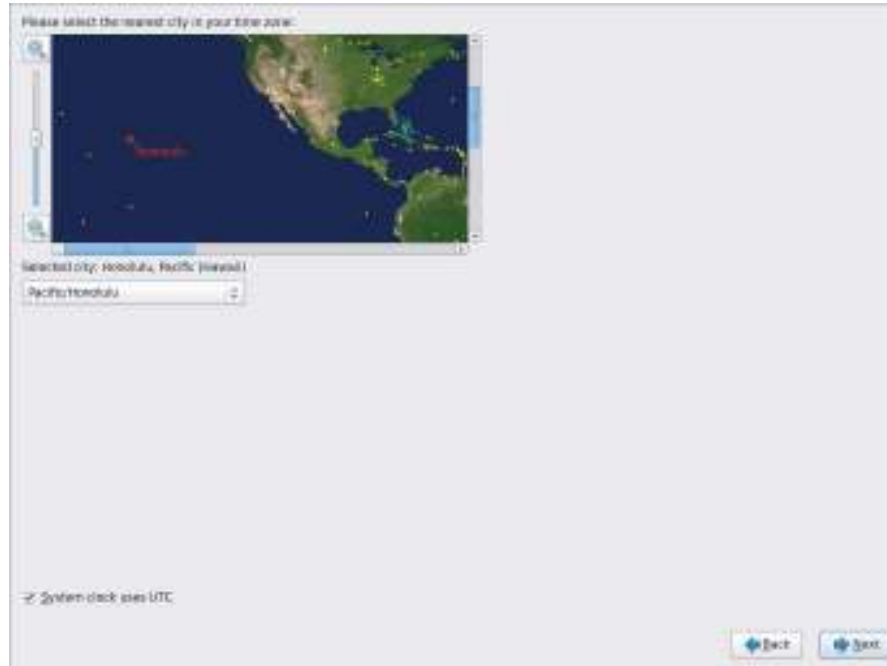 Please select the nearest city in your time zone:
Honolulu
Selected city: Honolulu, Pacific (Hawaii)
Pacific/Honolulu
System clock uses UTC
Back
Next